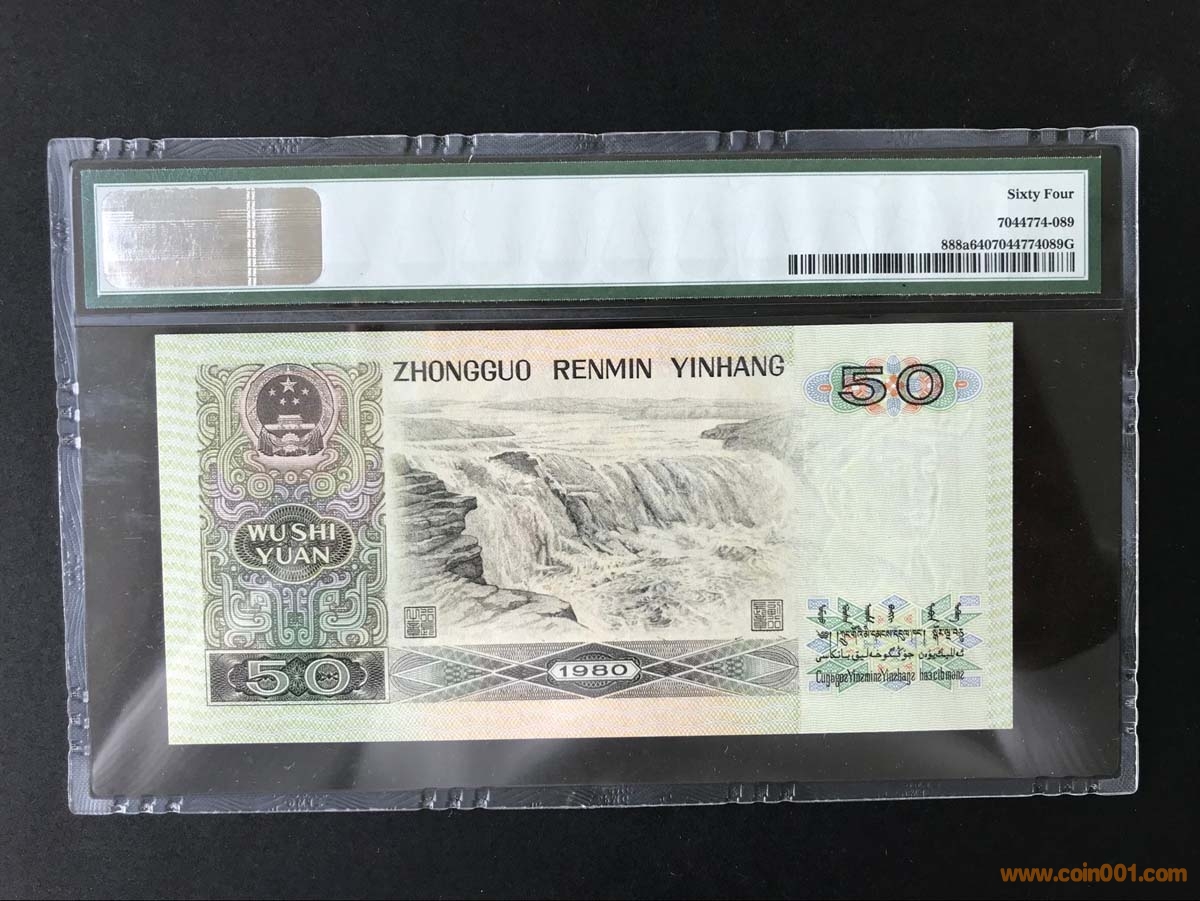 Sixty Four
7044774-089
888a6407044774089G
ZHONGGUO RENMIN YINHANG
50
WU SHI
YUAN
50
1980
www.coin001.com